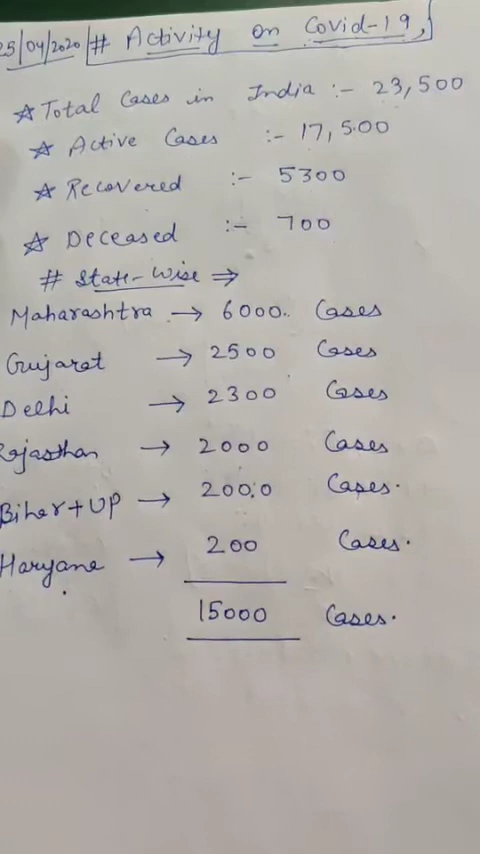 25/04/2020 # Activity on Covid-19,
☆ Total Cases in India :- 23,500
☆ Active Cases :- 17,500
☆ Recovered :- 5300
☆ Deceased :- 700
# State-Wise ⇒
Maharashtra → 6000 Cases
Gujarat → 2500 Cases
Delhi → 2300 Cases
Rajasthan → 2000 Cases
Bihar+UP → 2000 Cases.
Haryana → 200 Cases.
15000 Cases.